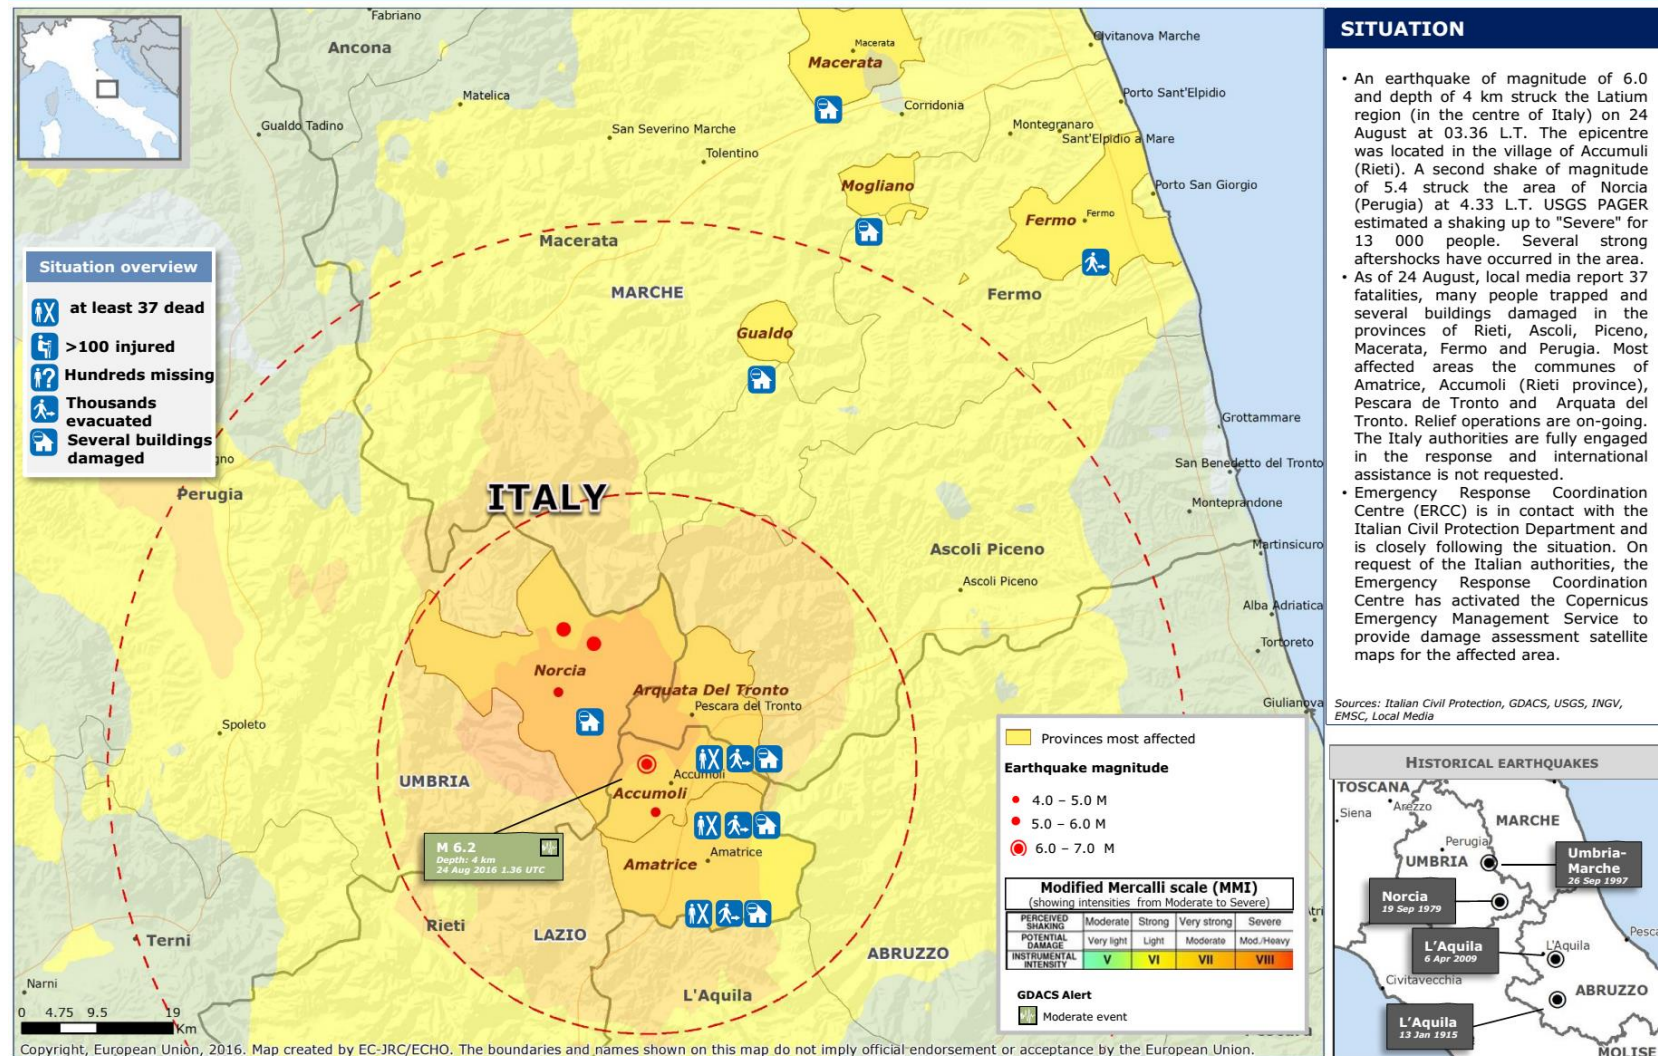 Fabriano
Ancona
Matelica
Gualdo Tadino
San Severino Marche
Tolentino
Macerata
Macerata
Corridonia
Civitanova Marche
Porto Sant'Elpidio
Montegranaro
Sant'Elpidio a Mare
Porto San Giorgio
Mogliano
Fermo
Fermo
Fermo
Macerata
MARCHE
Gualdo
Grottammare
San Benedetto del Tronto
Monteprandone
Martinsicuro
Ascoli Piceno
Ascoli Piceno
Alba Adriatica
Tortoreto
Giulianova
Situation overview
at least 37 dead
>100 injured
Hundreds missing
Thousands
evacuated
Several buildings
damaged
gno
Perugia
ITALY
Norcia
Arquata Del Tronto
Pescara del Tronto
Spoleto
UMBRIA
Accumoli
Accumoli
M 6.2
Depth: 4 km
24 Aug 2016 1.36 UTC
Amatrice
Amatrice
Rieti
LAZIO
Terni
Narni
L'Aquila
ABRUZZO
0 4.75 9.5 19
Km
Provinces most affected
Earthquake magnitude
4.0 – 5.0 M
5.0 – 6.0 M
6.0 – 7.0 M
Modified Mercalli scale (MMI)
(showing intensities from Moderate to Severe)
PERCEIVED SHAKING Moderate Strong Very strong Severe
POTENTIAL DAMAGE Very light Light Moderate Mod./Heavy
INSTRUMENTAL INTENSITY V VI VII VIII
GDACS Alert
Moderate event
Copyright, European Union, 2016. Map created by EC-JRC/ECHO. The boundaries and names shown on this map do not imply official endorsement or acceptance by the European Union.
SITUATION
• An earthquake of magnitude of 6.0
and depth of 4 km struck the Latium
region (in the centre of Italy) on 24
August at 03.36 L.T. The epicentre
was located in the village of Accumuli
(Rieti). A second shake of magnitude
of 5.4 struck the area of Norcia
(Perugia) at 4.33 L.T. USGS PAGER
estimated a shaking up to "Severe" for
13 000 people. Several strong
aftershocks have occurred in the area.
• As of 24 August, local media report 37
fatalities, many people trapped and
several buildings damaged in the
provinces of Rieti, Ascoli, Piceno,
Macerata, Fermo and Perugia. Most
affected areas the communes of
Amatrice, Accumoli (Rieti province),
Pescara de Tronto and Arquata del
Tronto. Relief operations are on-going.
The Italy authorities are fully engaged
in the response and international
assistance is not requested.
• Emergency Response Coordination
Centre (ERCC) is in contact with the
Italian Civil Protection Department and
is closely following the situation. On
request of the Italian authorities, the
Emergency Response Coordination
Centre has activated the Copernicus
Emergency Management Service to
provide damage assessment satellite
maps for the affected area.
Sources: Italian Civil Protection, GDACS, USGS, INGV,
EMSC, Local Media
HISTORICAL EARTHQUAKES
TOSCANA
Siena
Arezzo
MARCHE
Perugia
UMBRIA
Umbria-
Marche
26 Sep 1997
Norcia
19 Sep 1979
L'Aquila
6 Apr 2009
L'Aquila
Pesca
Civitavecchia
ABRUZZO
L'Aquila
13 Jan 1915
MOLISE